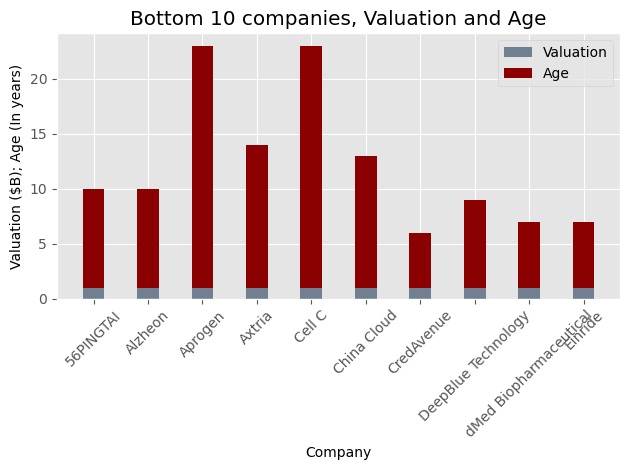 Bottom 10 companies, Valuation and Age
Valuation
Age
Valuation ($B); Age (In years)
20
15
10
5
0
56PINGTAI
Alzheon
Aprogen
Axtria
Cell C
China Cloud
CredAvenue
DeepBlue Technology
dMed Biopharmaceutical
Einride
Company